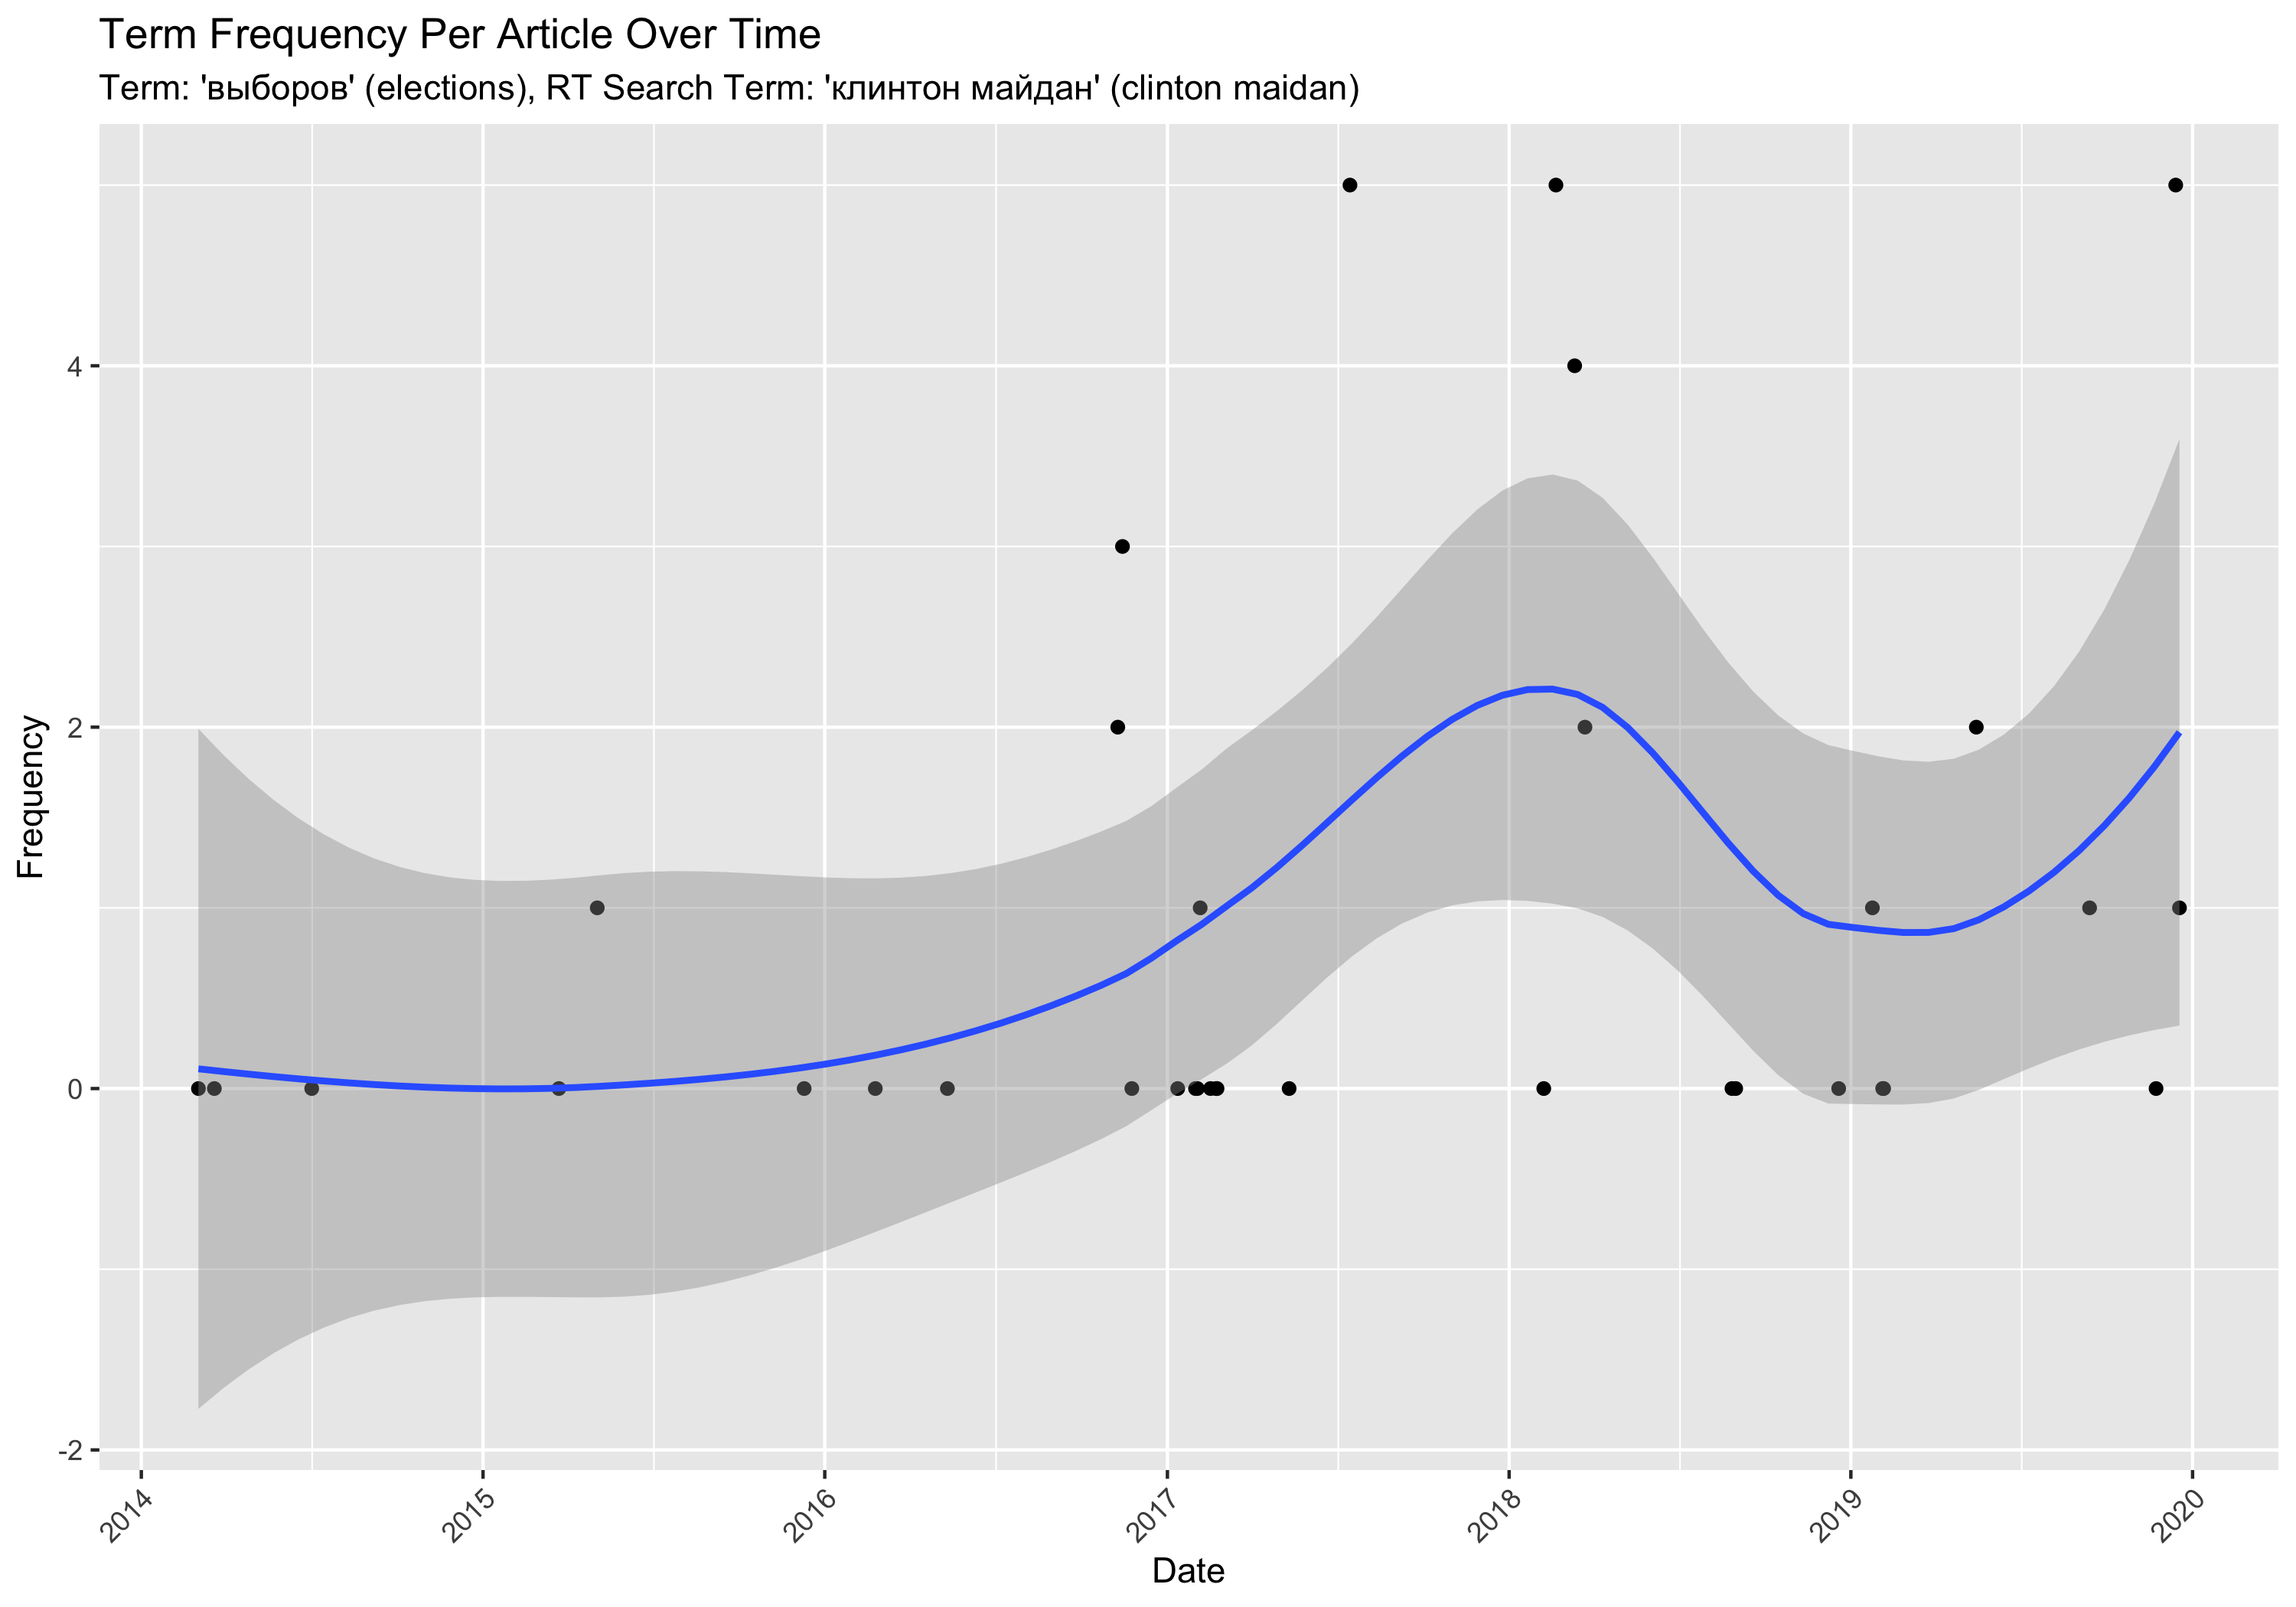 Term Frequency Per Article Over Time
Term: 'выборов' (elections), RT Search Term: 'клинтон майдан' (clinton maidan)
Frequency
4
2
0
-2
2014
2015
2016
2017
2018
2019
2020
Date